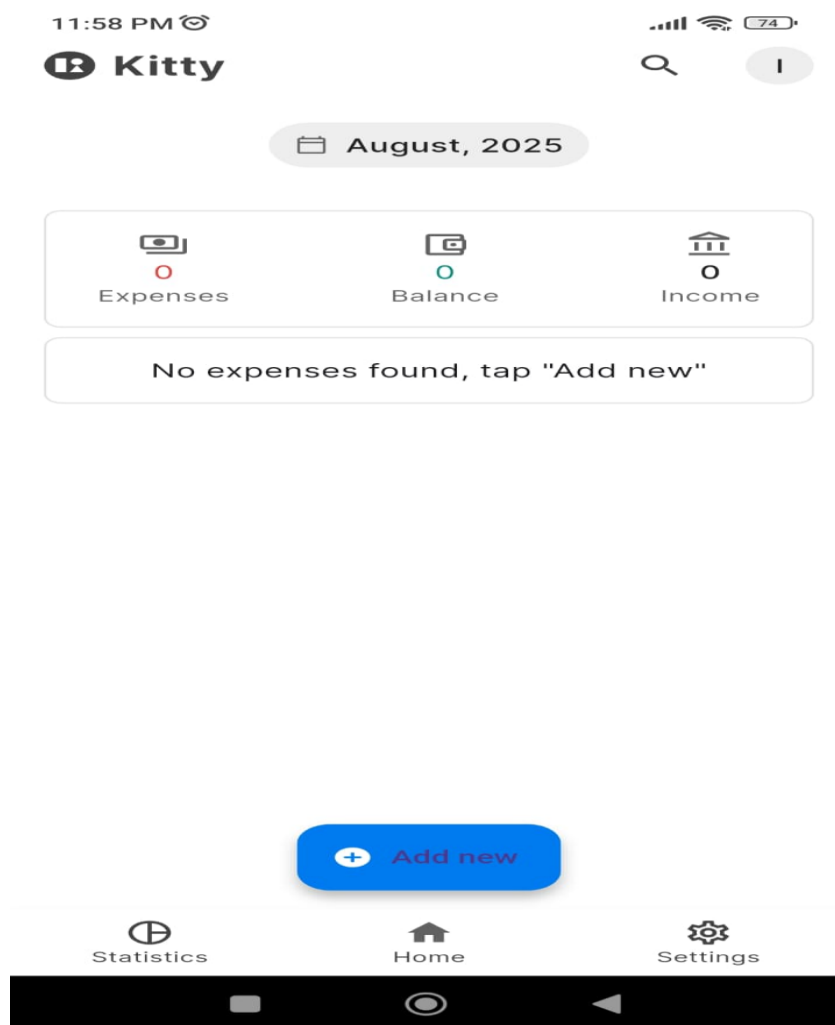 11:58 PM 74
Kitty I
August, 2025
0 0 0
Expenses Balance Income
No expenses found, tap "Add new"
Add new
Statistics Home Settings